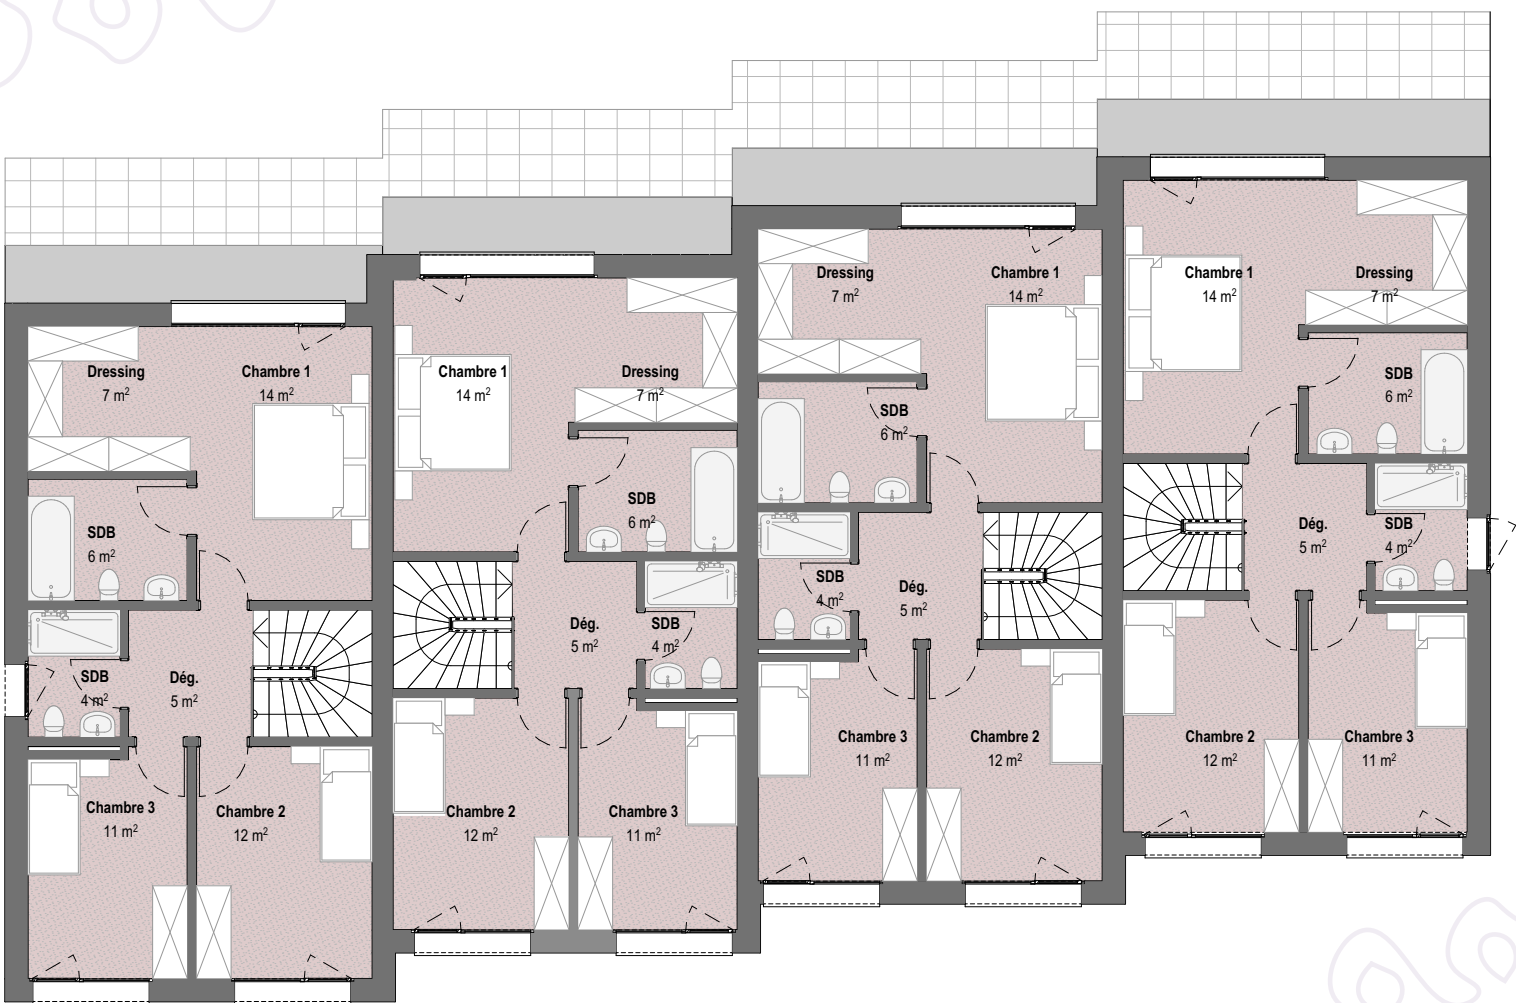 Dressing
7 m²
Chambre 1
14 m²
SDB
6 m²
SDB
4 m²
Dég.
5 m²
Chambre 3
11 m²
Chambre 2
12 m²
Chambre 1
14 m²
Dressing
7 m²
SDB
6 m²
Dég.
5 m²
SDB
4 m²
Chambre 2
12 m²
Chambre 3
11 m²
Dressing
7 m²
Chambre 1
14 m²
SDB
6 m²
SDB
4 m²
Dég.
5 m²
Chambre 3
11 m²
Chambre 2
12 m²
Chambre 1
14 m²
Dressing
7 m²
SDB
6 m²
Dég.
5 m²
SDB
4 m²
Chambre 2
12 m²
Chambre 3
11 m²